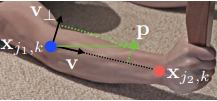 v⊥
p
x_{j₁,k}
v
x_{j₂,k}